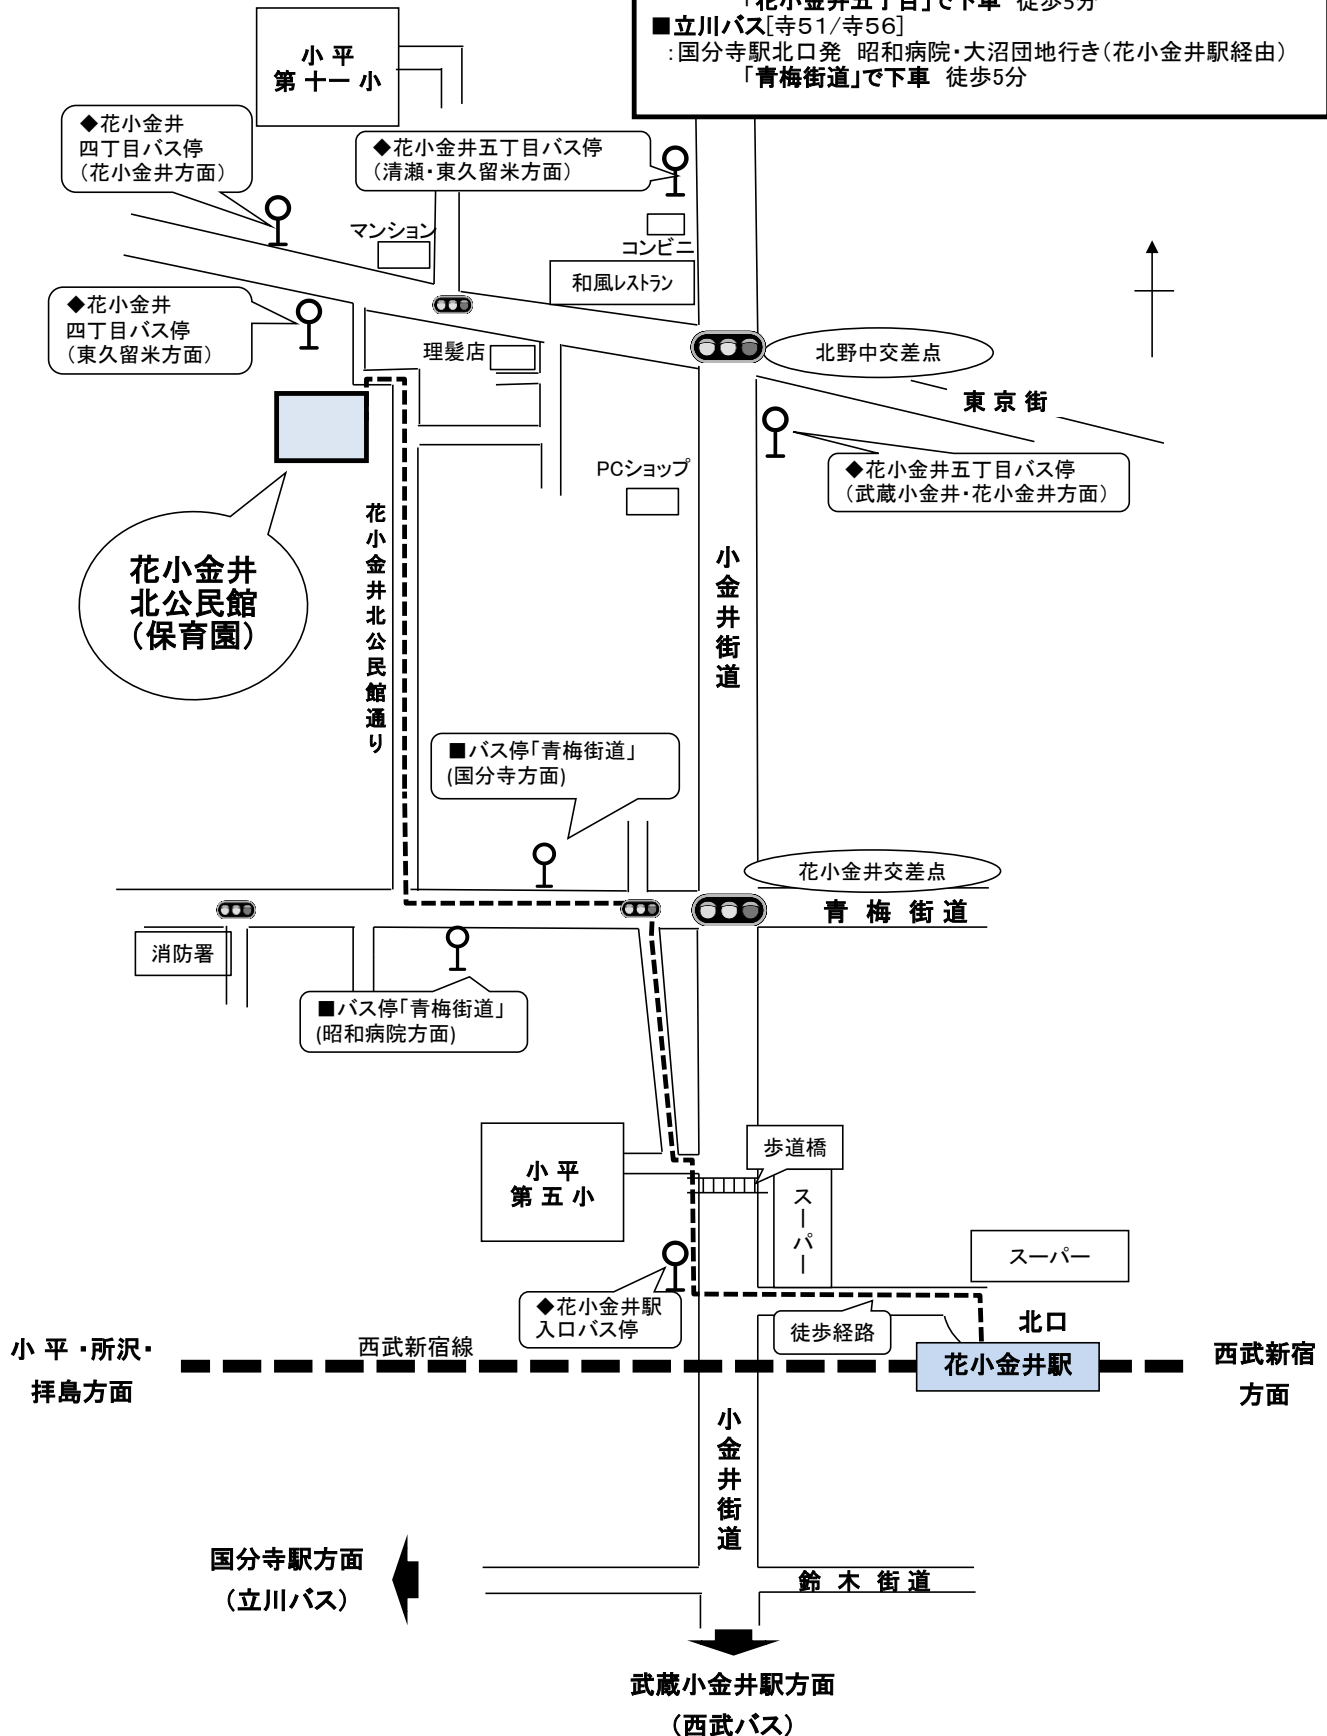 「花小金井五丁目」で下車 徒歩5分
■立川バス[寺51/寺56]
:国分寺駅北口発 昭和病院・大沼団地行き(花小金井駅経由)
「青梅街道」で下車 徒歩5分
小平
第十一小
◆花小金井
四丁目バス停
(花小金井方面)
◆花小金井五丁目バス停
(清瀬・東久留米方面)
マンション
コンビニ
和風レストラン
◆花小金井
四丁目バス停
(東久留米方面)
理髪店
北野中交差点
東京街
◆花小金井五丁目バス停
(武蔵小金井・花小金井方面)
PCショップ
花小金井北公民館通り
小金井街道
花小金井
北公民館
(保育園)
■バス停「青梅街道」
(国分寺方面)
花小金井交差点
青梅街道
消防署
■バス停「青梅街道」
(昭和病院方面)
歩道橋
小平
第五小
スーパー
スーパー
◆花小金井駅
入口バス停
徒歩経路
北口
小平・所沢・
拝島方面
西武新宿線
花小金井駅
西武新宿
方面
小金井街道
国分寺駅方面
(立川バス)
鈴木街道
武蔵小金井駅方面
(西武バス)